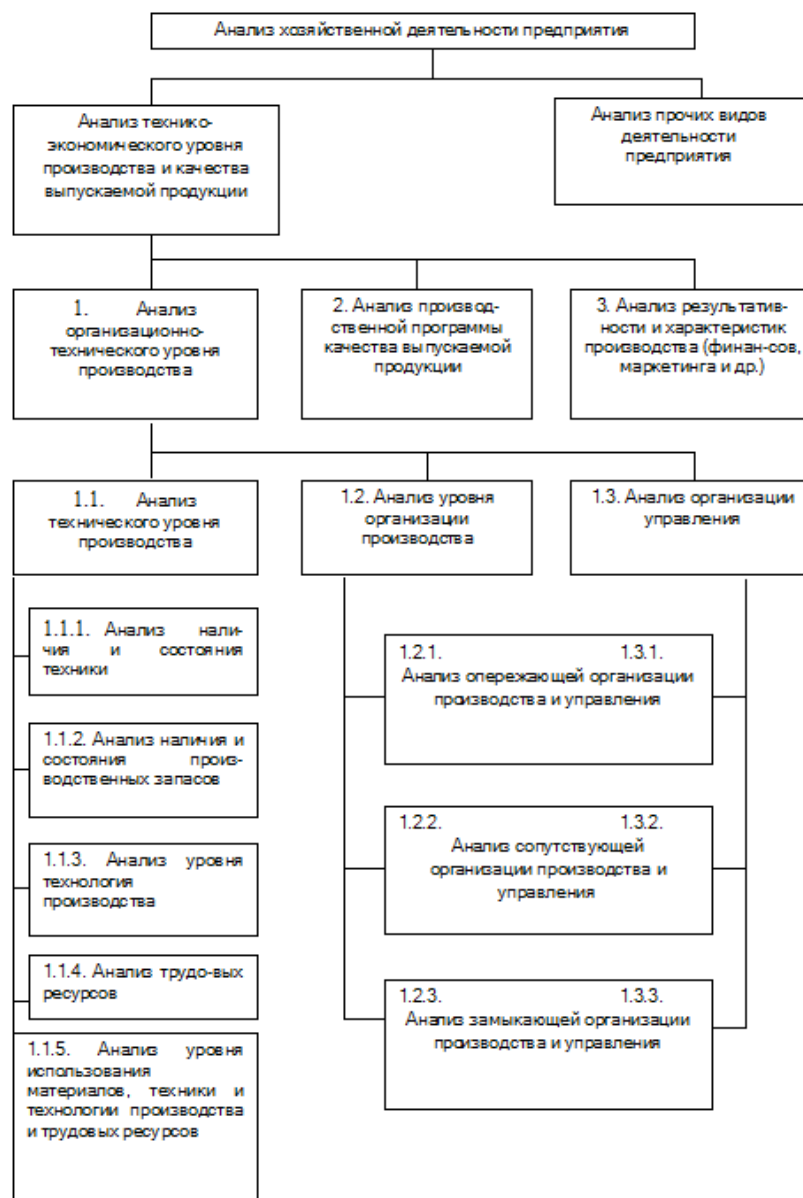 Анализ хозяйственной деятельности предприятия
Анализ технико-
экономического уровня
производства и качества
выпускаемой продукции
Анализ прочих видов
деятельности
предприятия
1. Анализ
организационно-
технического уровня
производства
2. Анализ производ-
ственной программы
качества выпускаемой
продукции
3. Анализ результатив-
ности и характеристик
производства (финан-сов,
маркетинга и др.)
1.1. Анализ
технического уровня
производства
1.2. Анализ уровня
организации
производства
1.3. Анализ организации
управления
1.1.1. Анализ нали-
чия и состояния
техники
1.1.2. Анализ наличия и
состояния произ-
водственных запасов
1.1.3. Анализ уровня
технология
производства
1.1.4. Анализ трудо-вых
ресурсов
1.1.5. Анализ уровня
использования
материалов, техники и
технологии производства
и трудовых ресурсов
1.2.1. 1.3.1.
Анализ опережающей организации
производства и управления
1.2.2. 1.3.2.
Анализ сопутствующей
организации производства и
управления
1.2.3. 1.3.3.
Анализ замыкающей организации
производства и управления